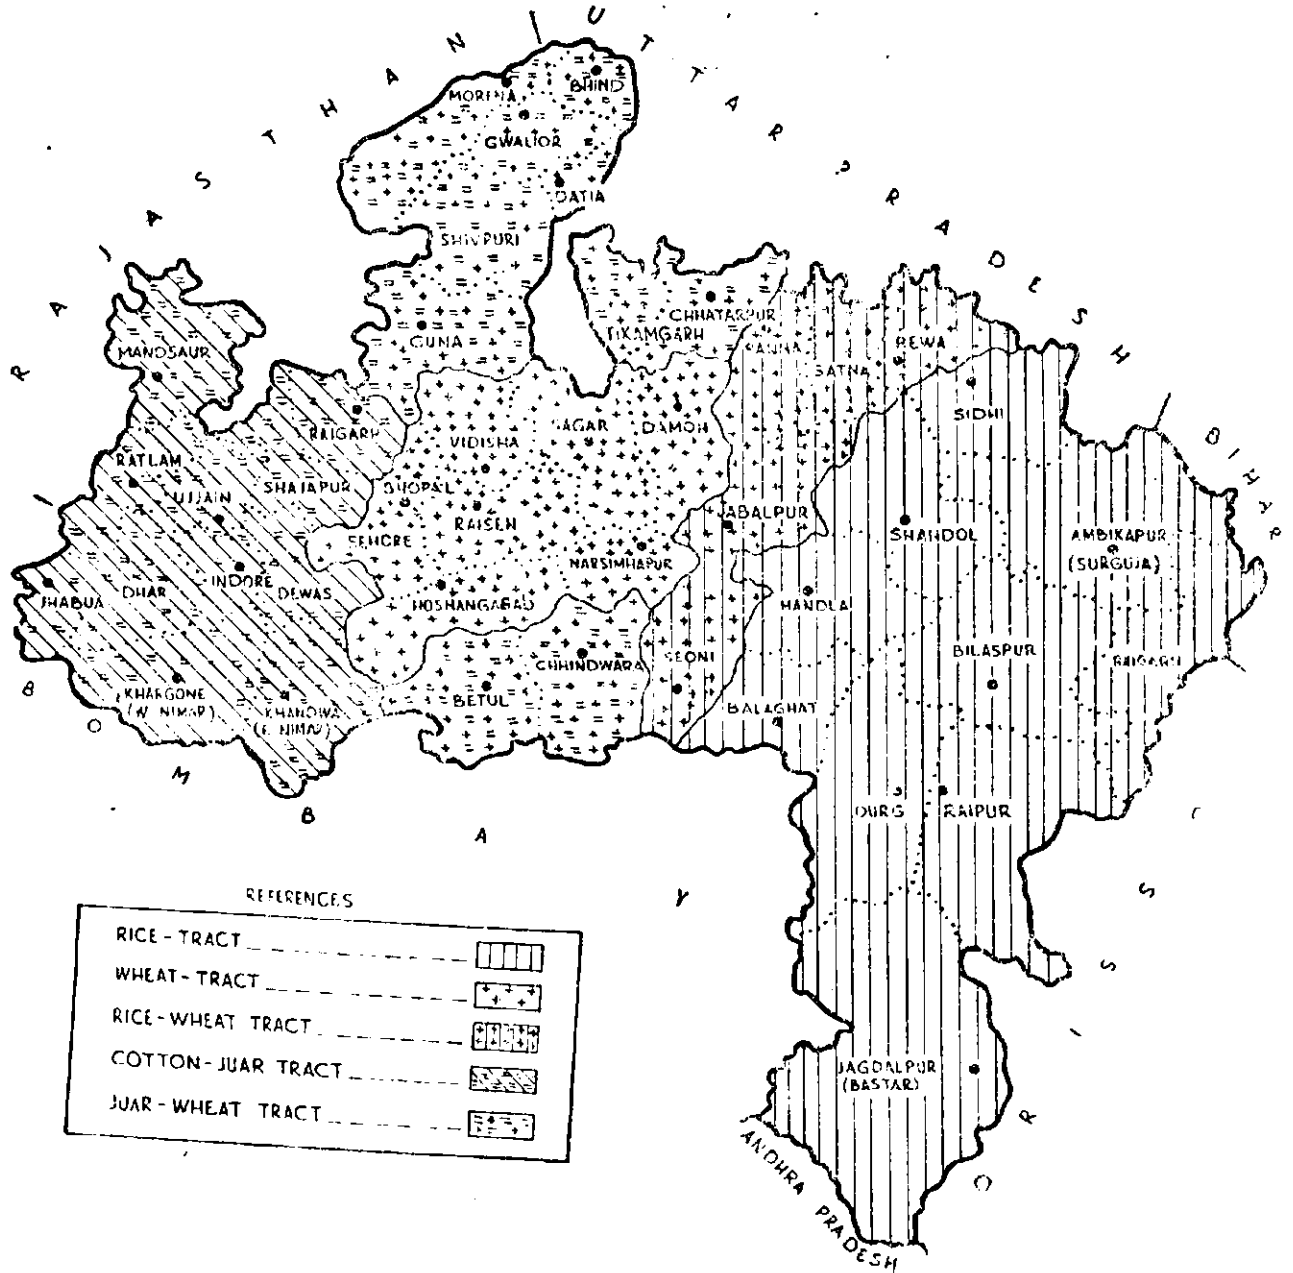 RAJASTHAN
UTTAR PRADESH
BIHAR
MORENA
BHIND
GWALIOR
DATIA
SHIVPURI
GUNA
CHHATARPUR
TIKAMGARH
PANNA
REWA
SATNA
SIDHI
MANDSAUR
RAIGARH
VIDISHA
SAGAR
DAMOH
RATLAM
UJJAIN
SHAJAPUR
BHOPAL
RAISEN
JABALPUR
SHAHDOL
AMBIKAPUR
(SURGUJA)
SEHORE
NARSIMHAPUR
JHABUA
DHAR
INDORE
DEWAS
HOSHANGABAD
MANDLA
CHHINDWARA
SEONI
BILASPUR
RAIGARH
KHARGONE
(W. NIMAR)
KHANDWA
(E. NIMAR)
BETUL
BALAGHAT
DURG
RAIPUR
BOMBAY
ORISSA
JAGDALPUR
(BASTAR)
ANDHRA PRADESH
REFERENCES
RICE-TRACT
WHEAT-TRACT
RICE-WHEAT TRACT
COTTON-JUAR TRACT
JUAR-WHEAT TRACT